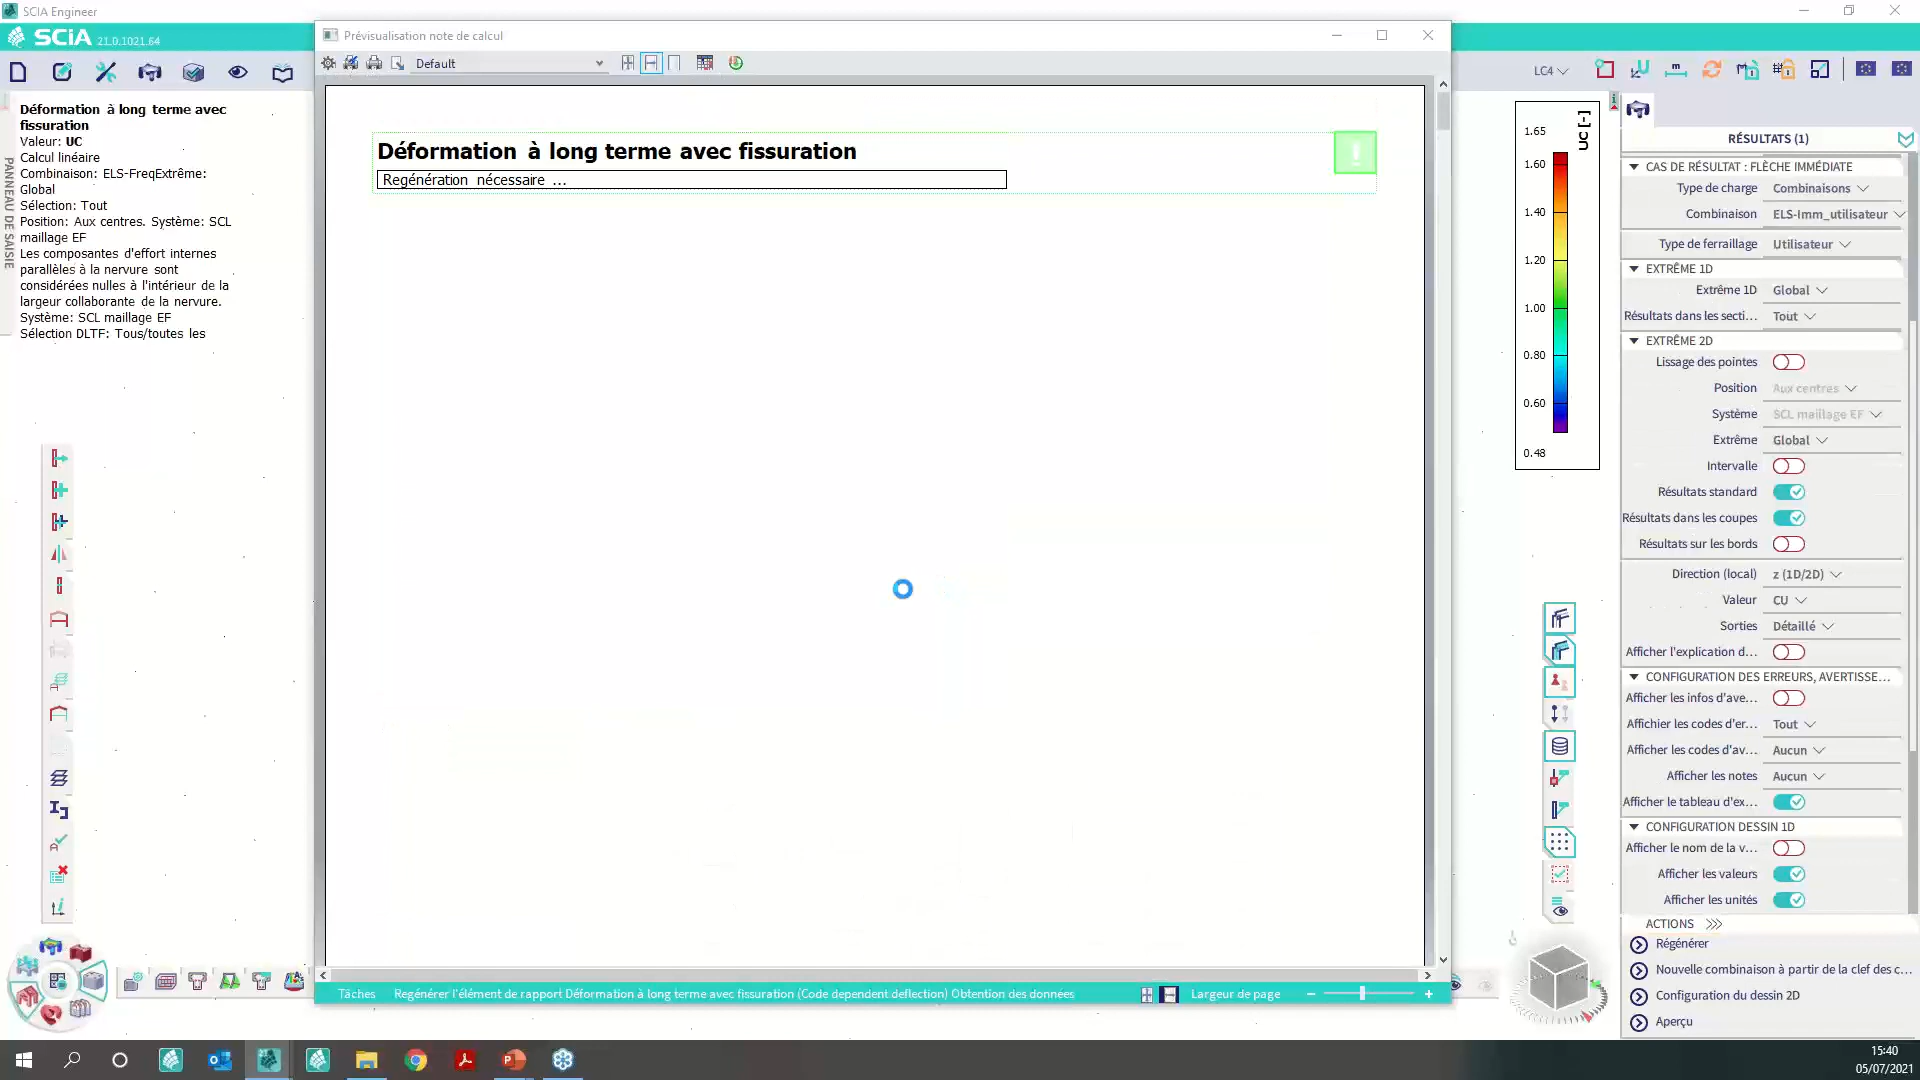 SCIA Engineer
SCiA 21.0.1021.64
Prévisualisation note de calcul
Default
LC4
Déformation à long terme avec
fissuration
Valeur: UC
Calcul linéaire
Combinaison: ELS-FreqExtrême:
Global
Sélection: Tout
Position: Aux centres. Système: SCL
maillage EF
Les composantes d'effort internes
parallèles à la nervure sont
considérées nulles à l'intérieur de la
largeur collaborante de la nervure.
Système: SCL maillage EF
Sélection DLTF: Tous/toutes les
PANNEAU DE SAISIE
Déformation à long terme avec fissuration
Regénération nécessaire ...
UC [-]
1.65
1.60
1.40
1.20
1.00
0.80
0.60
0.48
RÉSULTATS (1)
CAS DE RÉSULTAT : FLÈCHE IMMÉDIATE
Type de charge Combinaisons
Combinaison ELS-Imm_utilisateur
Type de ferraillage Utilisateur
EXTRÊME 1D
Extrême 1D Global
Résultats dans les secti... Tout
EXTRÊME 2D
Lissage des pointes
Position Aux centres
Système SCL maillage EF
Extrême Global
Intervalle
Résultats standard
Résultats dans les coupes
Résultats sur les bords
Direction (local) z (1D/2D)
Valeur CU
Sorties Détaillé
Afficher l'explication d...
CONFIGURATION DES ERREURS, AVERTISSE...
Afficher les infos d'ave...
Affichier les codes d'er... Tout
Afficher les codes d'av... Aucun
Afficher les notes Aucun
Afficher le tableau d'ex...
CONFIGURATION DESSIN 1D
Afficher le nom de la v...
Afficher les valeurs
Afficher les unités
ACTIONS >>>
Régénérer
Nouvelle combinaison à partir de la clef des c...
Configuration du dessin 2D
Aperçu
Tâches Regénérer l'élément de rapport Déformation à long terme avec fissuration (Code dependent deflection) Obtention des données
Largeur de page
15:40
05/07/2021